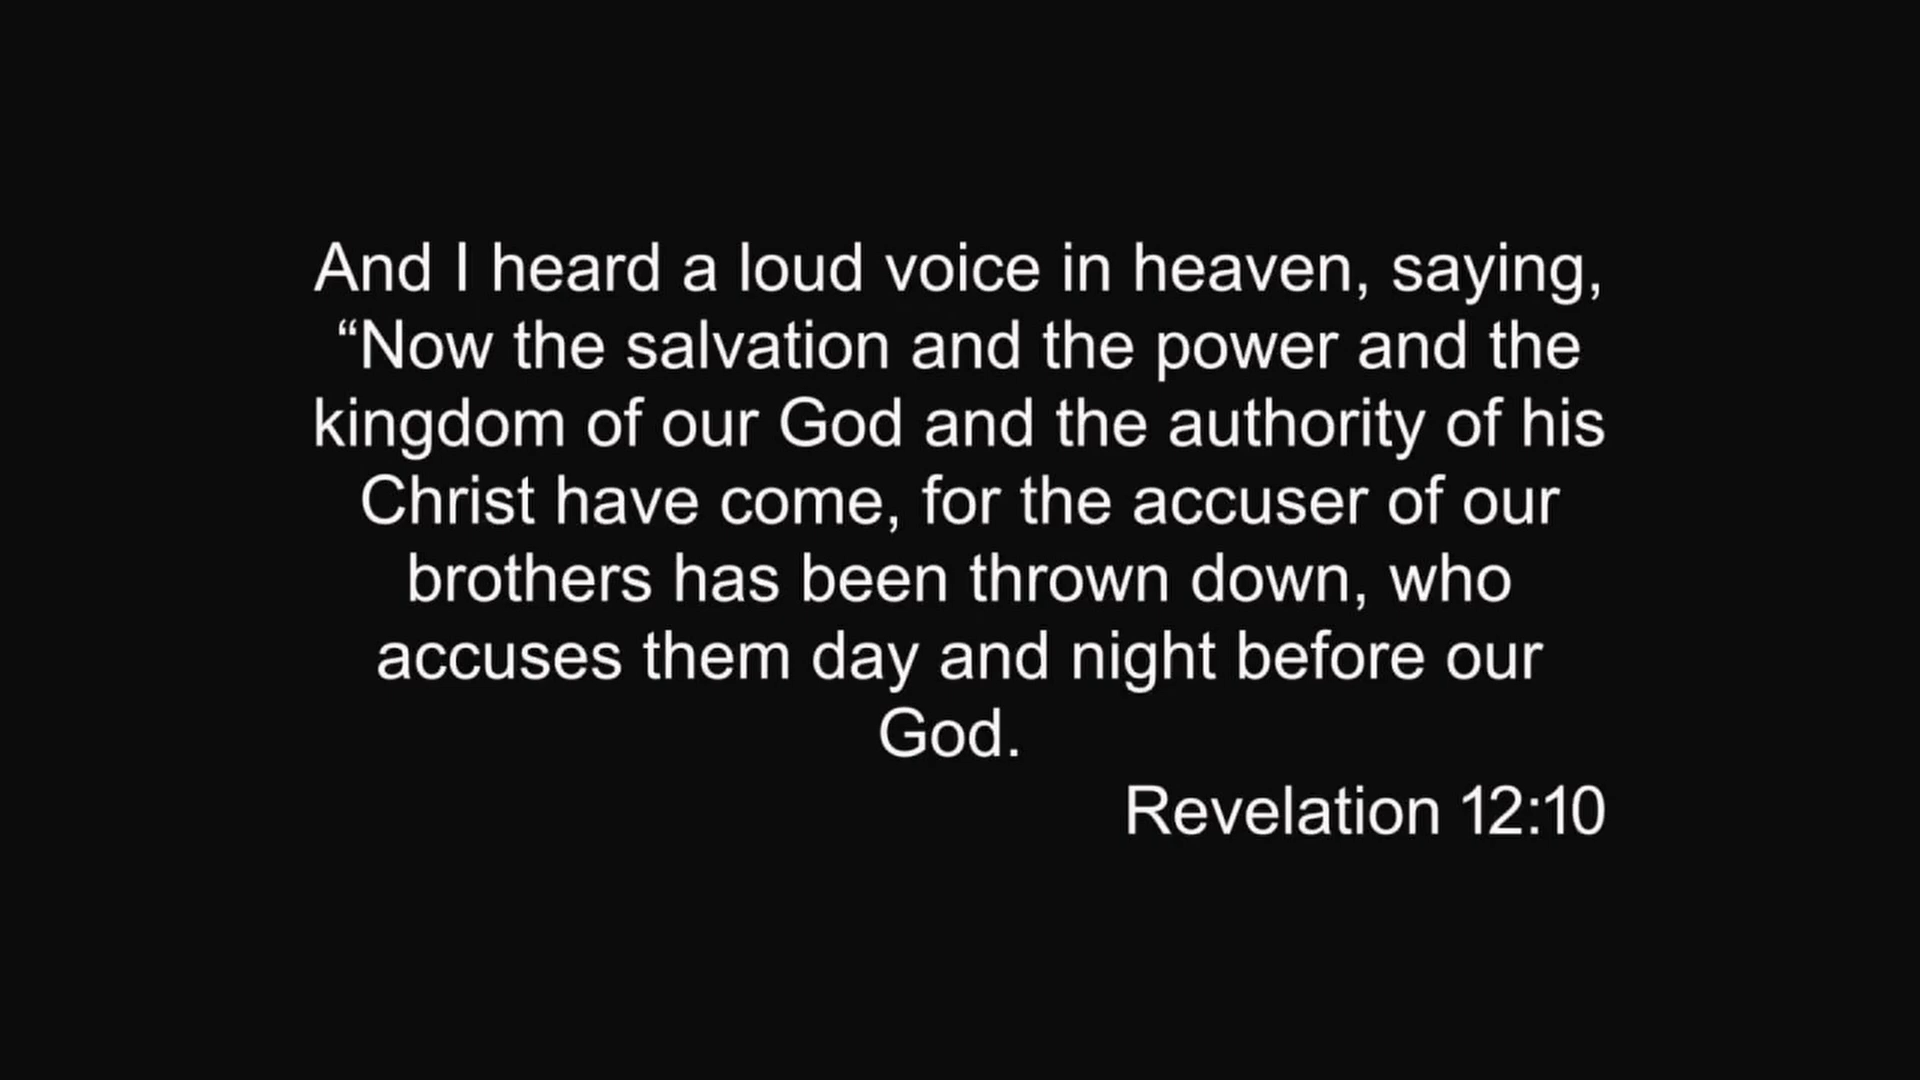 And I heard a loud voice in heaven, saying,
“Now the salvation and the power and the
kingdom of our God and the authority of his
Christ have come, for the accuser of our
brothers has been thrown down, who
accuses them day and night before our
God.
Revelation 12:10